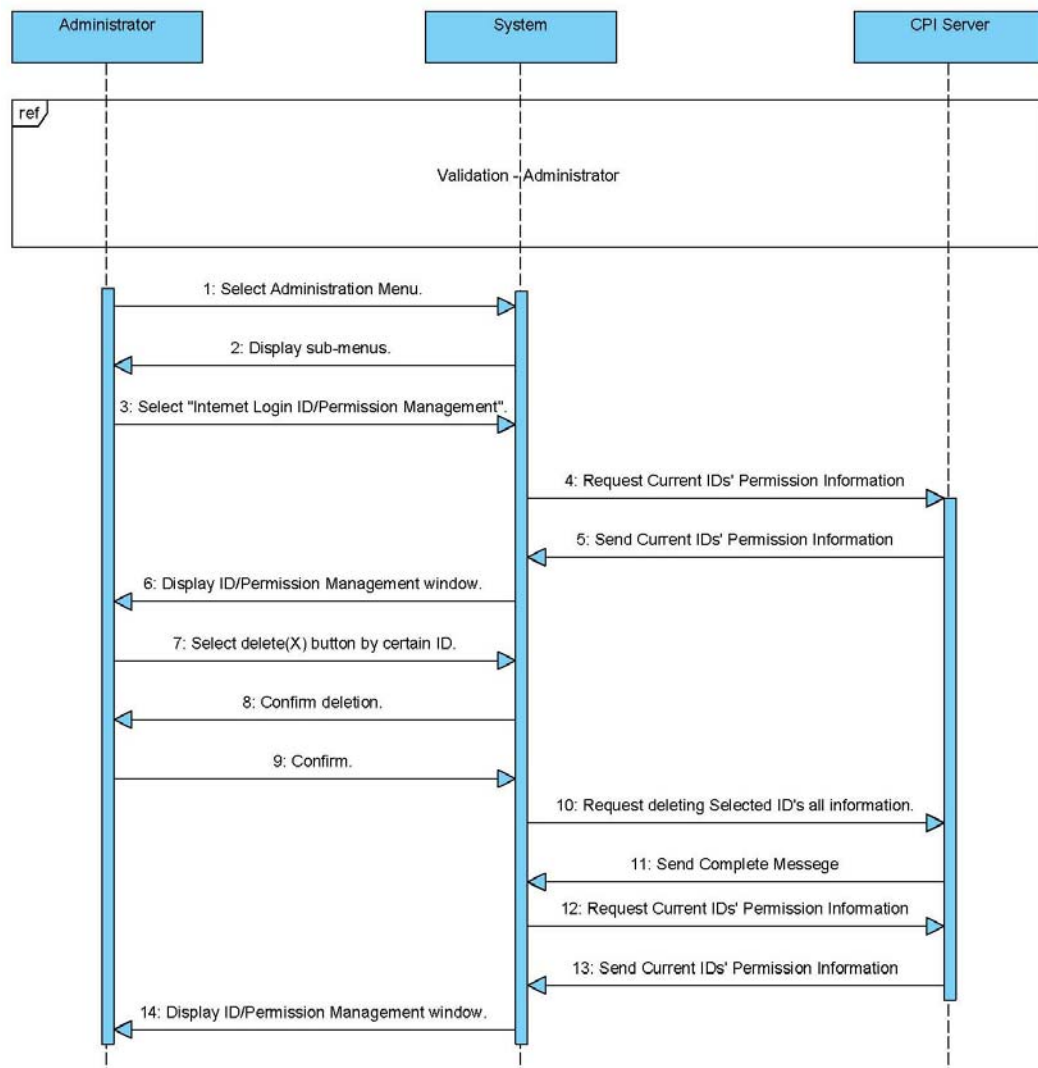 Administrator
System
CPI Server
ref
Validation - Administrator
1: Select Administration Menu.
2: Display sub-menus.
3: Select "Internet Login ID/Permission Management".
4: Request Current IDs' Permission Information
5: Send Current IDs' Permission Information
6: Display ID/Permission Management window.
7: Select delete(X) button by certain ID.
8: Confirm deletion.
9: Confirm.
10: Request deleting Selected ID's all information.
11: Send Complete Messege
12: Request Current IDs' Permission Information
13: Send Current IDs' Permission Information
14: Display ID/Permission Management window.